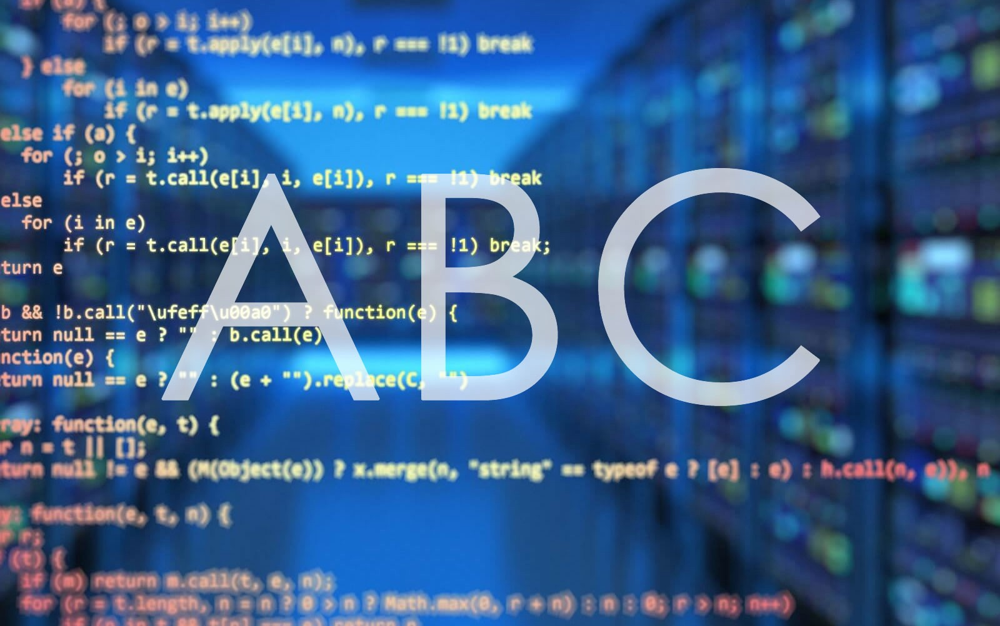 if (a) {
for (; o > i; i++)
if (r = t.apply(e[i], n), r === !1) break
} else
for (i in e)
if (r = t.apply(e[i], n), r === !1) break
else if (a) {
for (; o > i; i++)
if (r = t.call(e[i], i, e[i]), r === !1) break
else
for (i in e)
if (r = t.call(e[i], i, e[i]), r === !1) break;
turn e
b && !b.call("\ufeff\u00a0") ? function(e) {
turn null == e ? "" : b.call(e)
nction(e) {
turn null == e ? "" : (e + "").replace(C, "")
ray: function(e, t) {
r n = t || [];
turn null != e && (M(Object(e)) ? x.merge(n, "string" == typeof e ? [e] : e) : h.call(n, e)), n
y: function(e, t, n) {
r r;
(t) {
if (m) return m.call(t, e, n);
for (r = t.length, n = n ? 0 > n ? Math.max(0, r + n) : n : 0; r > n; n++)
ABC